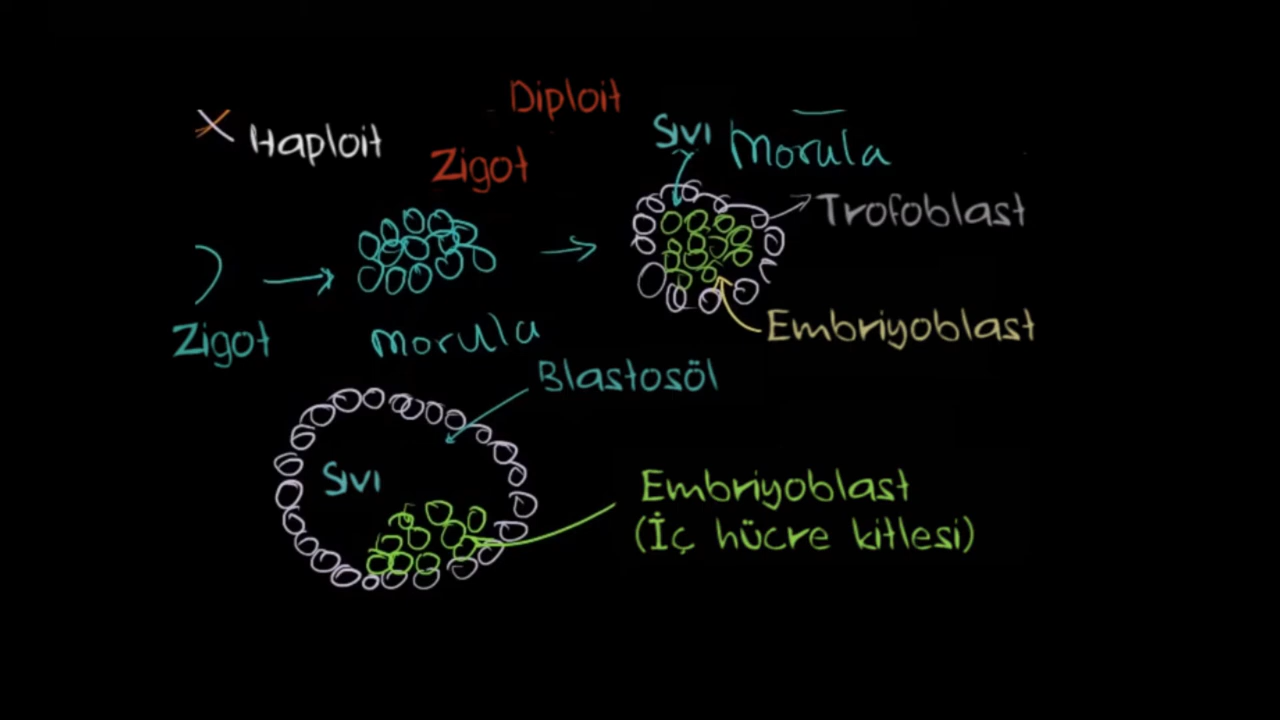 Diploit
Haploit
Zigot
Sıvı
Morula
Trofoblast
Zigot
Morula
Embriyoblast
Blastosöl
Sıvı
Embriyoblast
(İç hücre kitlesi)